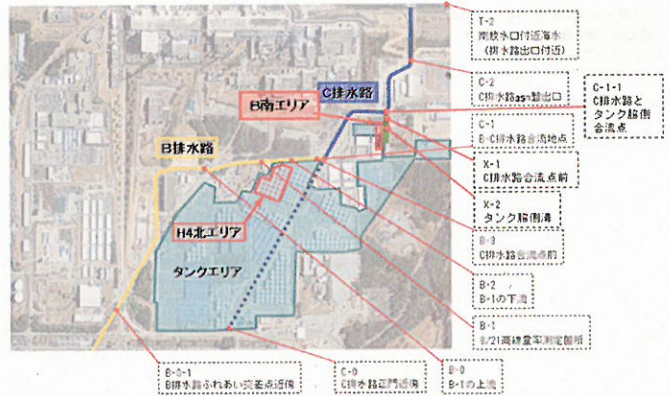 T-2
南放水口付近海水
(排水路出口付近)
C-2
C排水路35m盤出口
C-1-1
C排水路と
タンク脇側
合流点
C排水路
B南エリア
C-1
B-C排水路合流地点
B排水路
X-1
C排水路合流点前
X-2
タンク脇側溝
H4北エリア
B-3
C排水路合流点前
タンクエリア
B-2
B-1の下流
B-1
8/21高線量率測定箇所
B-0-1
B排水路ふれあい交差点近傍
C-0
C排水路正門近傍
B-0
B-1の上流